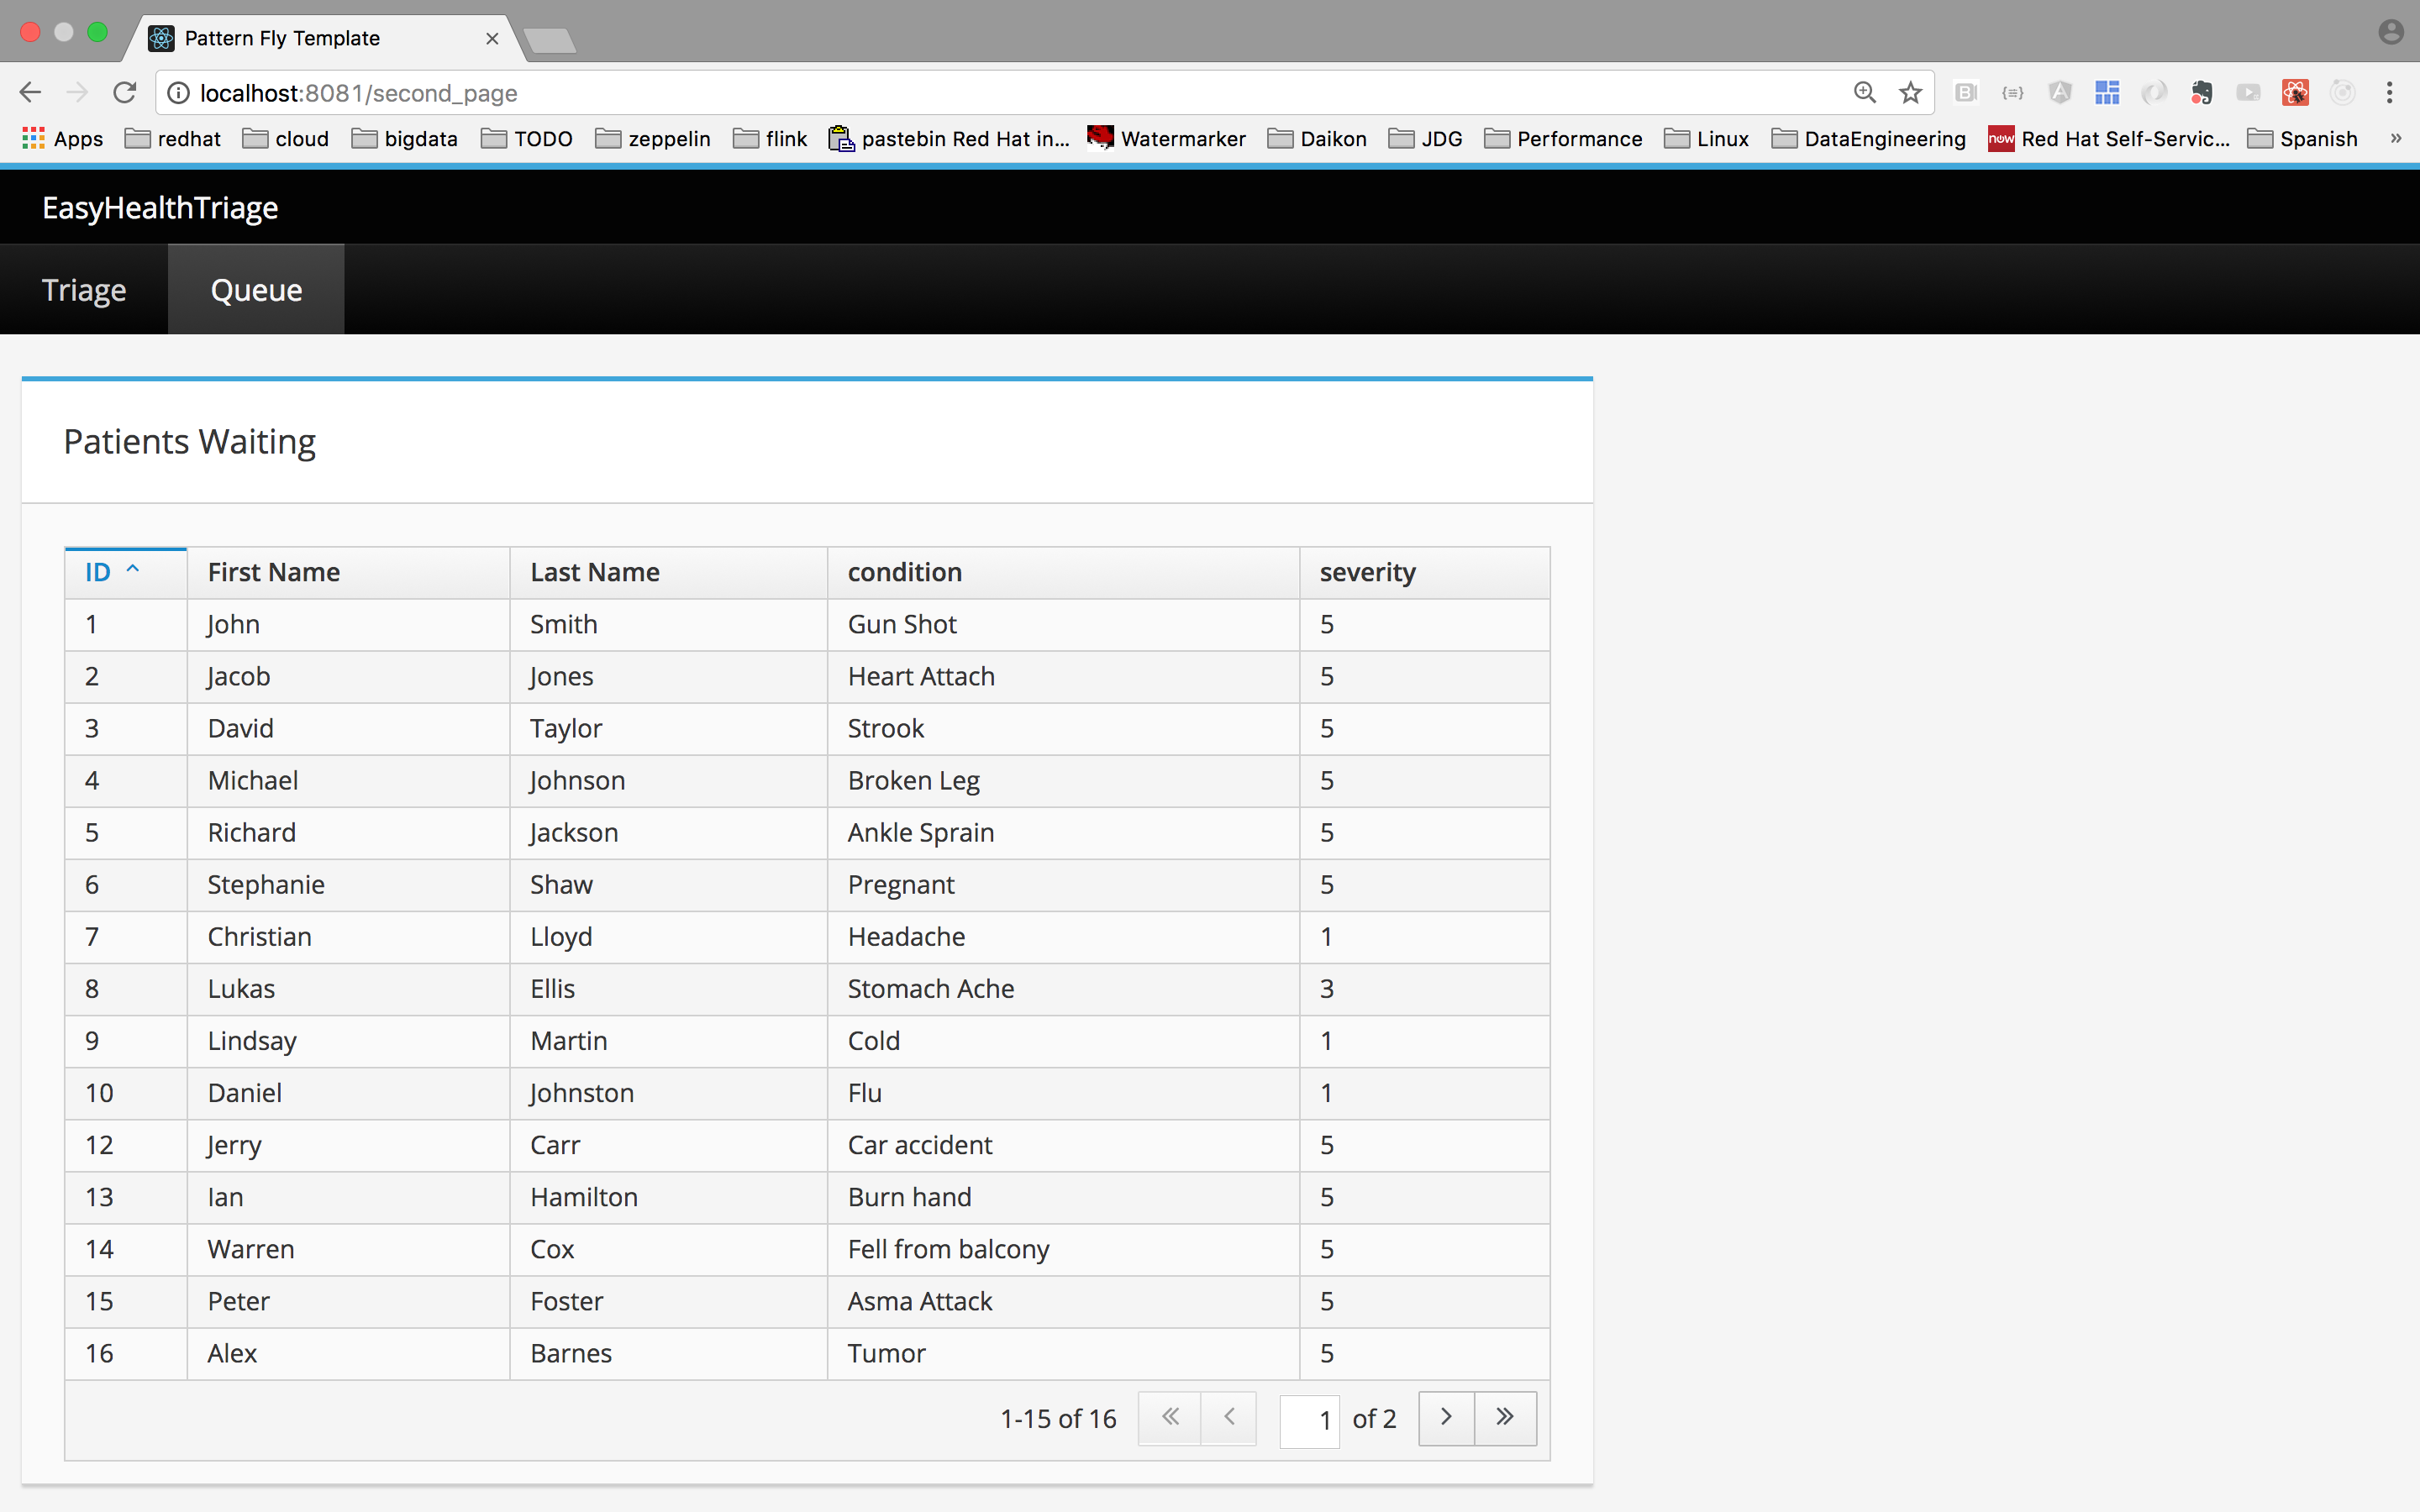 Pattern Fly Template
localhost:8081/second_page
Apps redhat cloud bigdata TODO zeppelin flink pastebin Red Hat in... Watermarker Daikon JDG Performance Linux DataEngineering now Red Hat Self-Servic... Spanish »
EasyHealthTriage
Triage Queue
Patients Waiting
ID First Name Last Name condition severity
1 John Smith Gun Shot 5
2 Jacob Jones Heart Attach 5
3 David Taylor Strook 5
4 Michael Johnson Broken Leg 5
5 Richard Jackson Ankle Sprain 5
6 Stephanie Shaw Pregnant 5
7 Christian Lloyd Headache 1
8 Lukas Ellis Stomach Ache 3
9 Lindsay Martin Cold 1
10 Daniel Johnston Flu 1
12 Jerry Carr Car accident 5
13 Ian Hamilton Burn hand 5
14 Warren Cox Fell from balcony 5
15 Peter Foster Asma Attack 5
16 Alex Barnes Tumor 5
1-15 of 16 « ‹ 1 of 2 › »